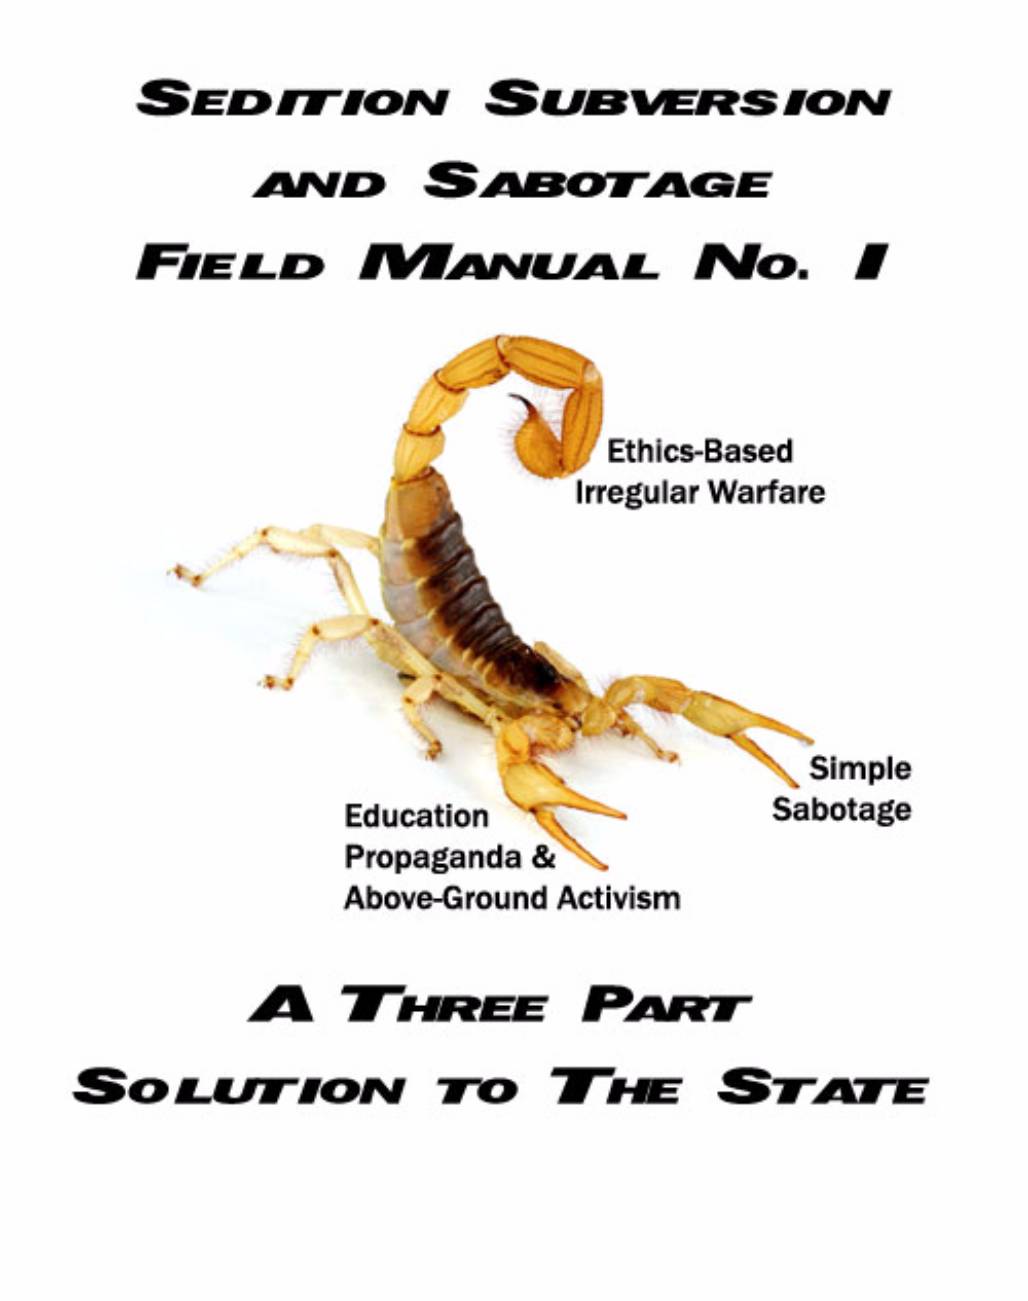 SEDITION SUBVERSION
AND SABOTAGE
FIELD MANUAL NO. 1
Ethics-Based
Irregular Warfare
Simple
Sabotage
Education
Propaganda &
Above-Ground Activism
A THREE PART
SOLUTION TO THE STATE